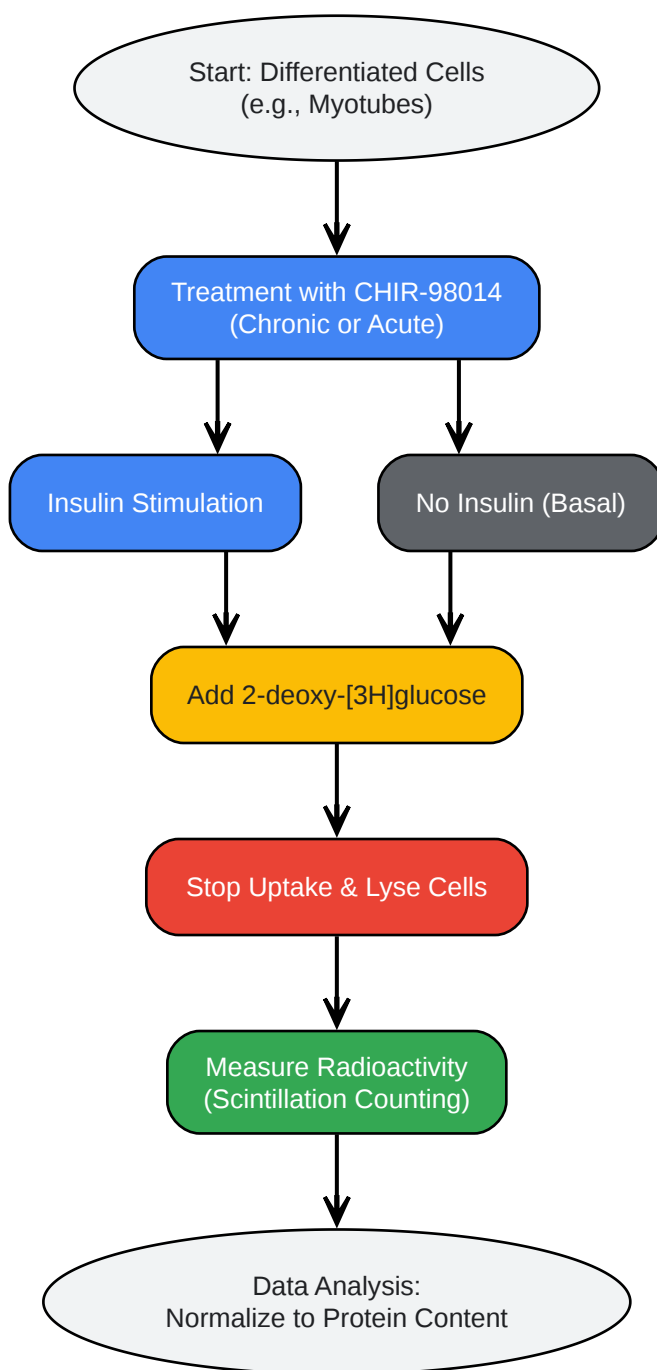 Start: Differentiated Cells
(e.g., Myotubes)
Treatment with CHIR-98014
(Chronic or Acute)
Insulin Stimulation
No Insulin (Basal)
Add 2-deoxy-[3H]glucose
Stop Uptake & Lyse Cells
Measure Radioactivity
(Scintillation Counting)
Data Analysis:
Normalize to Protein Content